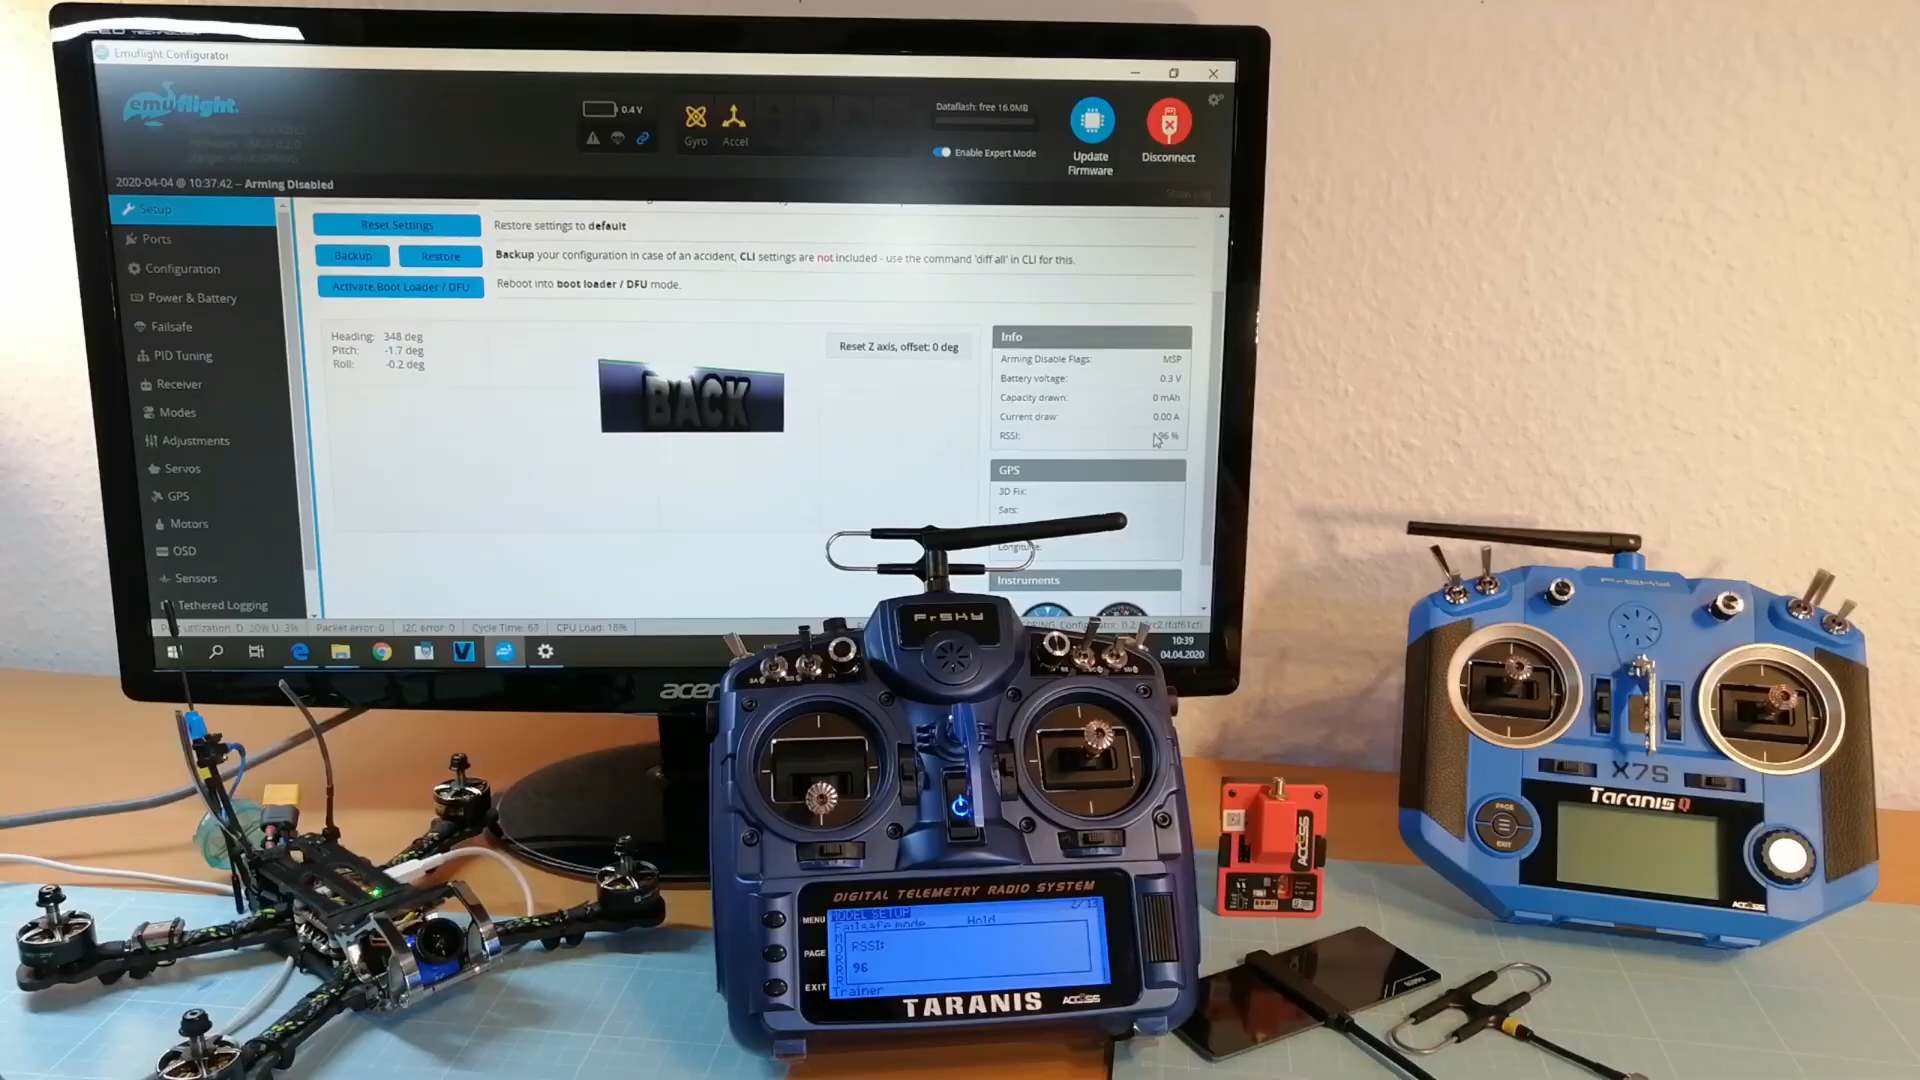 Emuflight Configurator
emuflight.
0.4 V
Gyro
Accel
Dataflash: free 16.0MB
Enable Expert Mode
Update
Firmware
Disconnect
2020-04-04 @ 10:37:42 -- Arming Disabled
Setup
Ports
Configuration
Power & Battery
Failsafe
PID Tuning
Receiver
Modes
Adjustments
Servos
GPS
Motors
OSD
Sensors
Tethered Logging
Reset Settings
Restore settings to default
Backup
Restore
Backup your configuration in case of an accident, CLI settings are not included - use the command 'diff all' in CLI for this.
Activate Boot Loader / DFU
Reboot into boot loader / DFU mode.
Heading: 348 deg
Pitch: -1.7 deg
Roll: -0.2 deg
BACK
Reset Z axis, offset: 0 deg
Info
Arming Disable Flags: MSP
Battery voltage: 0.3 V
Capacity drawn: 0 mAh
Current draw: 0.00 A
RSSI: 96 %
GPS
3D Fix:
Sats:
Longitude:
Instruments
Packet error: 0
I2C error: 0
Cycle Time: 63
CPU Load: 18%
10:39
04.04.2020
acer
FrSKY
DIGITAL TELEMETRY RADIO SYSTEM
MENU
PAGE
EXIT
MODEL SETUP 2/13
Failsafe mode Hold
RSSI:
96
Trainer
TARANIS
ACCESS
ACCESS
FrSKY
X7S
Taranis Q
PAGE
EXIT
ACCESS